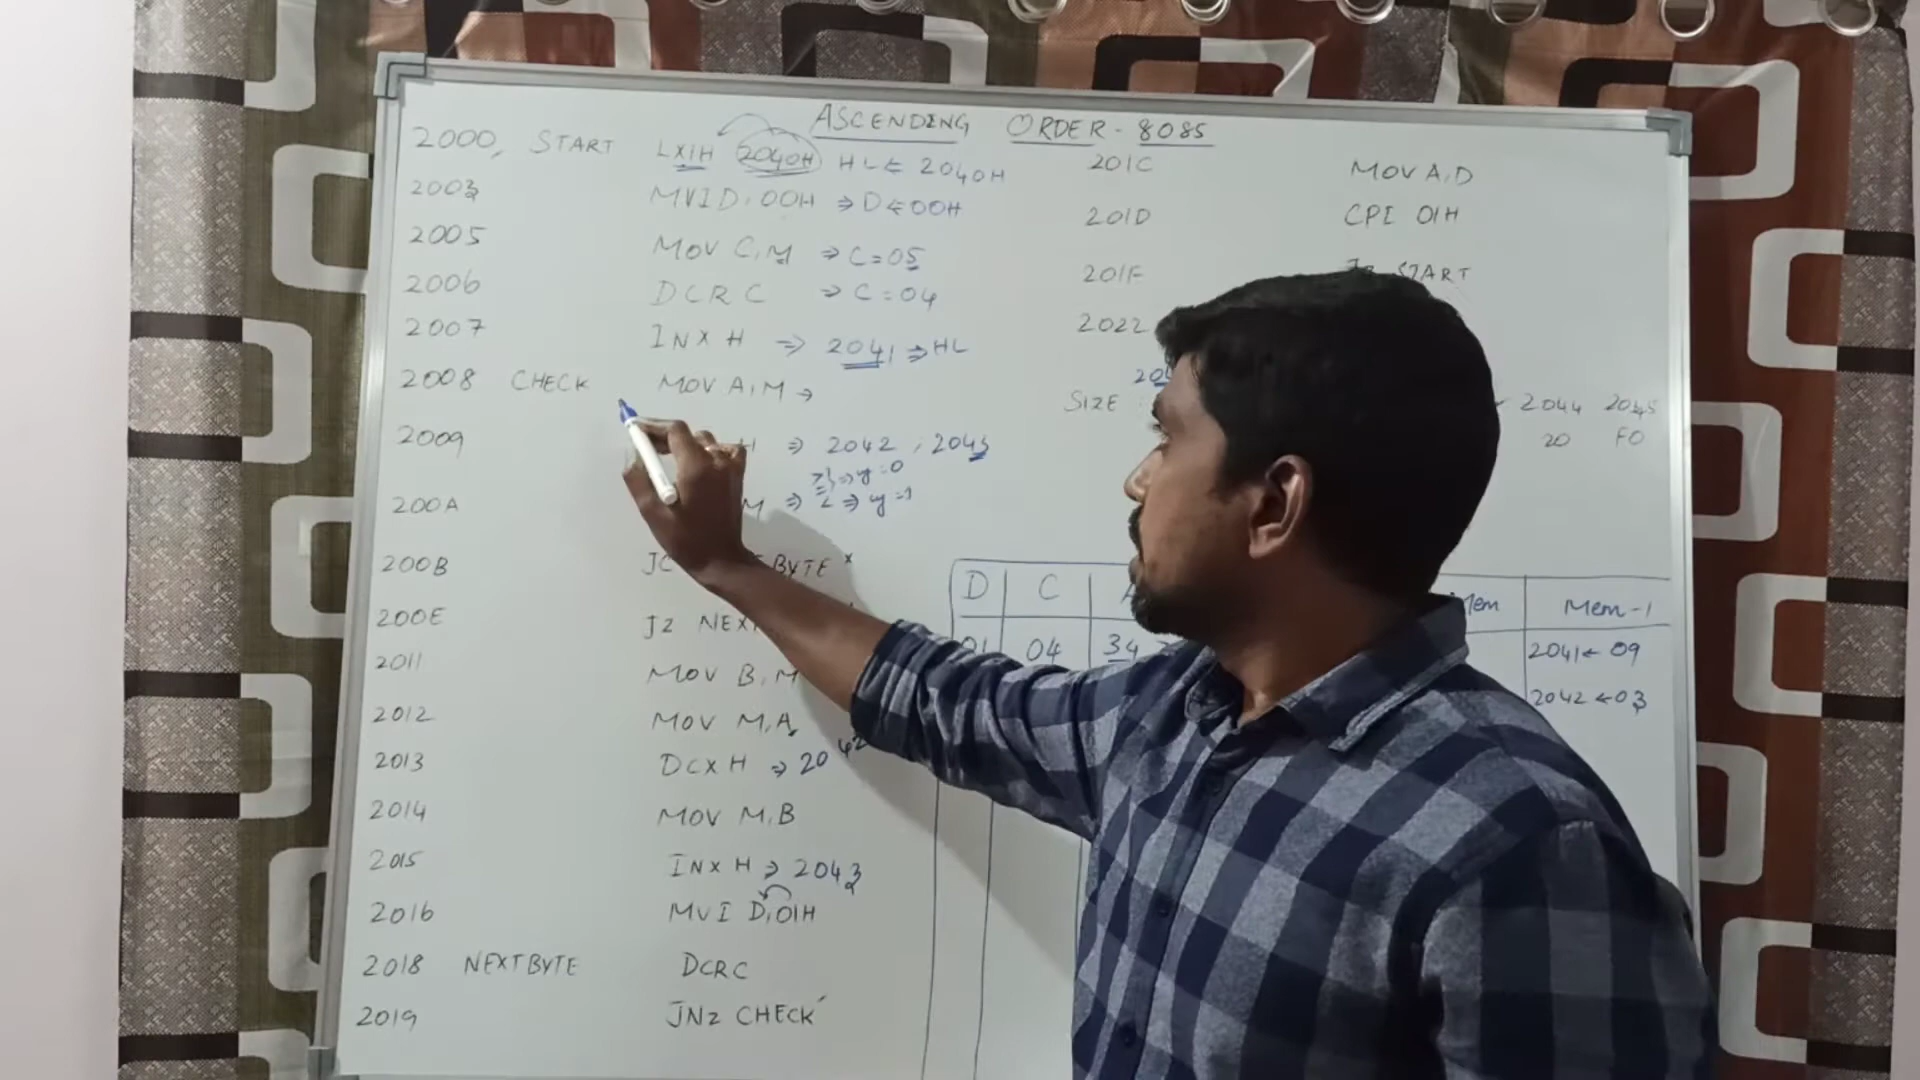 ASCENDING ORDER - 8085
2000, START LXIH 2040H HL ⇐ 2040H
2003 MVI D, 00H ⇒ D ⇐ 00H
2005 MOV C, M ⇒ C = 05
2006 DCR C ⇒ C = 04
2007 INX H ⇒ 2041 ⇒ HL
2008 CHECK MOV A, M →
2009 H ⇒ 2042, 2043
⇒ cy = 0
200A M ⇒ < ⇒ cy = 1
200B JC BYTE *
200E JZ NEXT
2011 MOV B, M
2012 MOV M, A
2013 DCX H ⇒ 2042
2014 MOV M, B
2015 INX H ⇒ 2043
2016 MVI D, 01H
2018 NEXTBYTE DCR C
2019 JNZ CHECK
201C MOV A, D
201D CPI 01H
201F START
2022
SIZE : 2044 2045
20 F0
D C Mem Mem-1
01 04 34 2041 ← 09
2042 ← 03